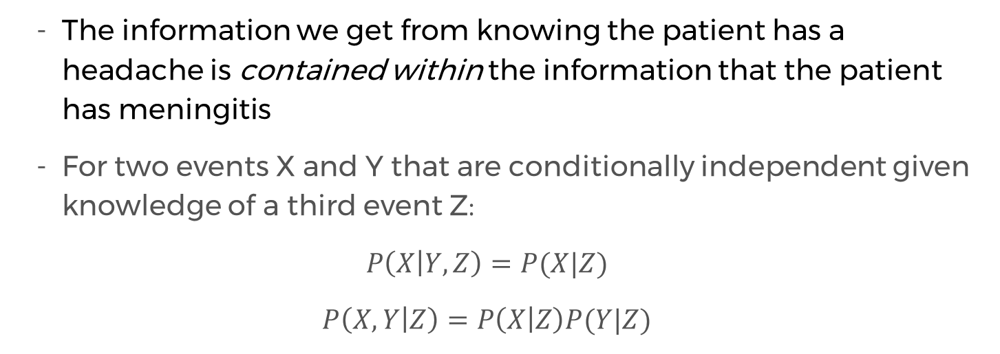 - The information we get from knowing the patient has a
headache is contained within the information that the patient
has meningitis
- For two events X and Y that are conditionally independent given
knowledge of a third event Z:
P(X|Y, Z) = P(X|Z)
P(X, Y|Z) = P(X|Z)P(Y|Z)